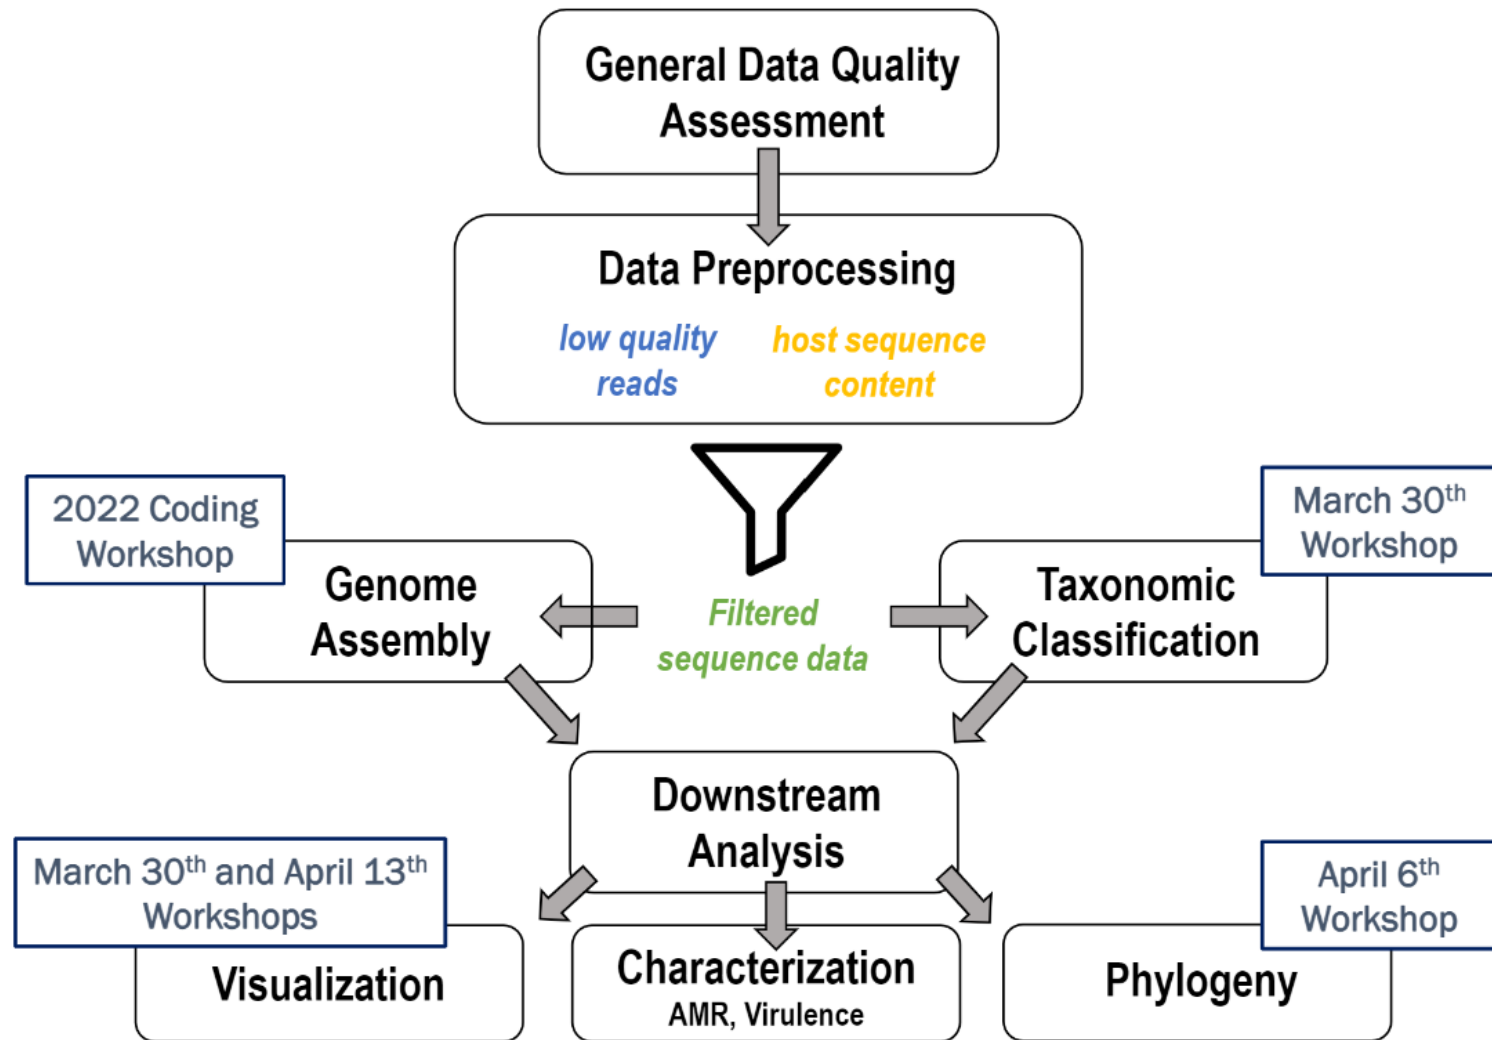 General Data Quality
Assessment
Data Preprocessing
low quality
reads
host sequence
content
2022 Coding
Workshop
March 30th
Workshop
Genome
Assembly
Filtered
sequence data
Taxonomic
Classification
Downstream
Analysis
March 30th and April 13th
Workshops
April 6th
Workshop
Visualization
Characterization
AMR, Virulence
Phylogeny